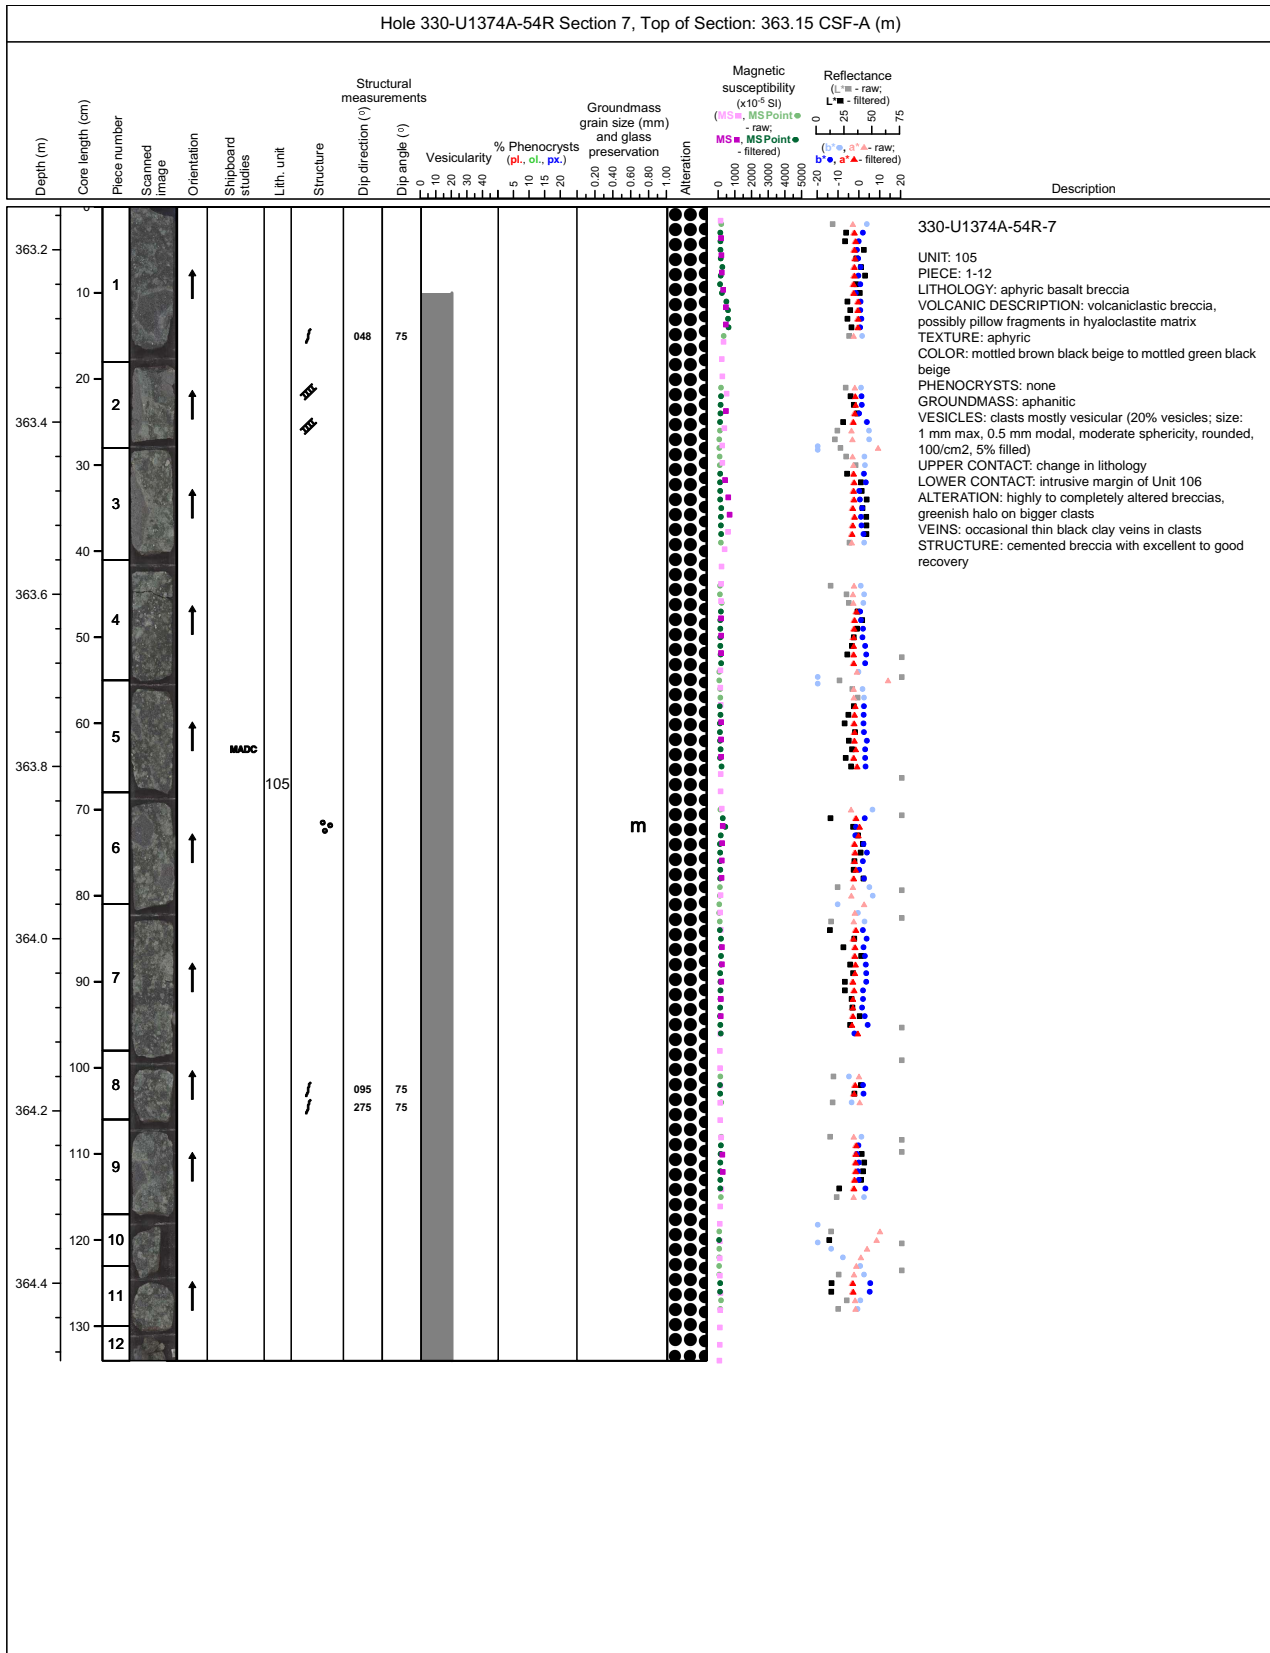 Hole 330-U1374A-54R Section 7, Top of Section: 363.15 CSF-A (m)
Depth (m)
Core length (cm)
Piece number
Scanned
image
Orientation
Shipboard
studies
Lith. unit
Structure
Structural
measurements
Dip direction (º)
Dip angle (º)
Vesicularity
0 10 20 30 40
% Phenocrysts
(pl., ol., px.)
5 10 15 20
Groundmass
grain size (mm)
and glass
preservation
0.20 0.40 0.60 0.80 1.00
Alteration
Magnetic
susceptibility
(x10-5 SI)
(MS■, MSPoint●
- raw;
MS■, MSPoint●
- filtered)
0 1000 2000 3000 4000 5000
Reflectance
(L*■ - raw;
L*■ - filtered)
0 25 50 75
(b*●, a*▲- raw;
b*●, a*▲- filtered)
-20 -10 0 10 20
Description
363.2
363.4
363.6
363.8
364.0
364.2
364.4
0
10
20
30
40
50
60
70
80
90
100
110
120
130
1
2
3
4
5
6
7
8
9
10
11
12
MADC
105
048 75
095 75
275 75
m
330-U1374A-54R-7
UNIT: 105
PIECE: 1-12
LITHOLOGY: aphyric basalt breccia
VOLCANIC DESCRIPTION: volcaniclastic breccia,
possibly pillow fragments in hyaloclastite matrix
TEXTURE: aphyric
COLOR: mottled brown black beige to mottled green black
beige
PHENOCRYSTS: none
GROUNDMASS: aphanitic
VESICLES: clasts mostly vesicular (20% vesicles; size:
1 mm max, 0.5 mm modal, moderate sphericity, rounded,
100/cm2, 5% filled)
UPPER CONTACT: change in lithology
LOWER CONTACT: intrusive margin of Unit 106
ALTERATION: highly to completely altered breccias,
greenish halo on bigger clasts
VEINS: occasional thin black clay veins in clasts
STRUCTURE: cemented breccia with excellent to good
recovery